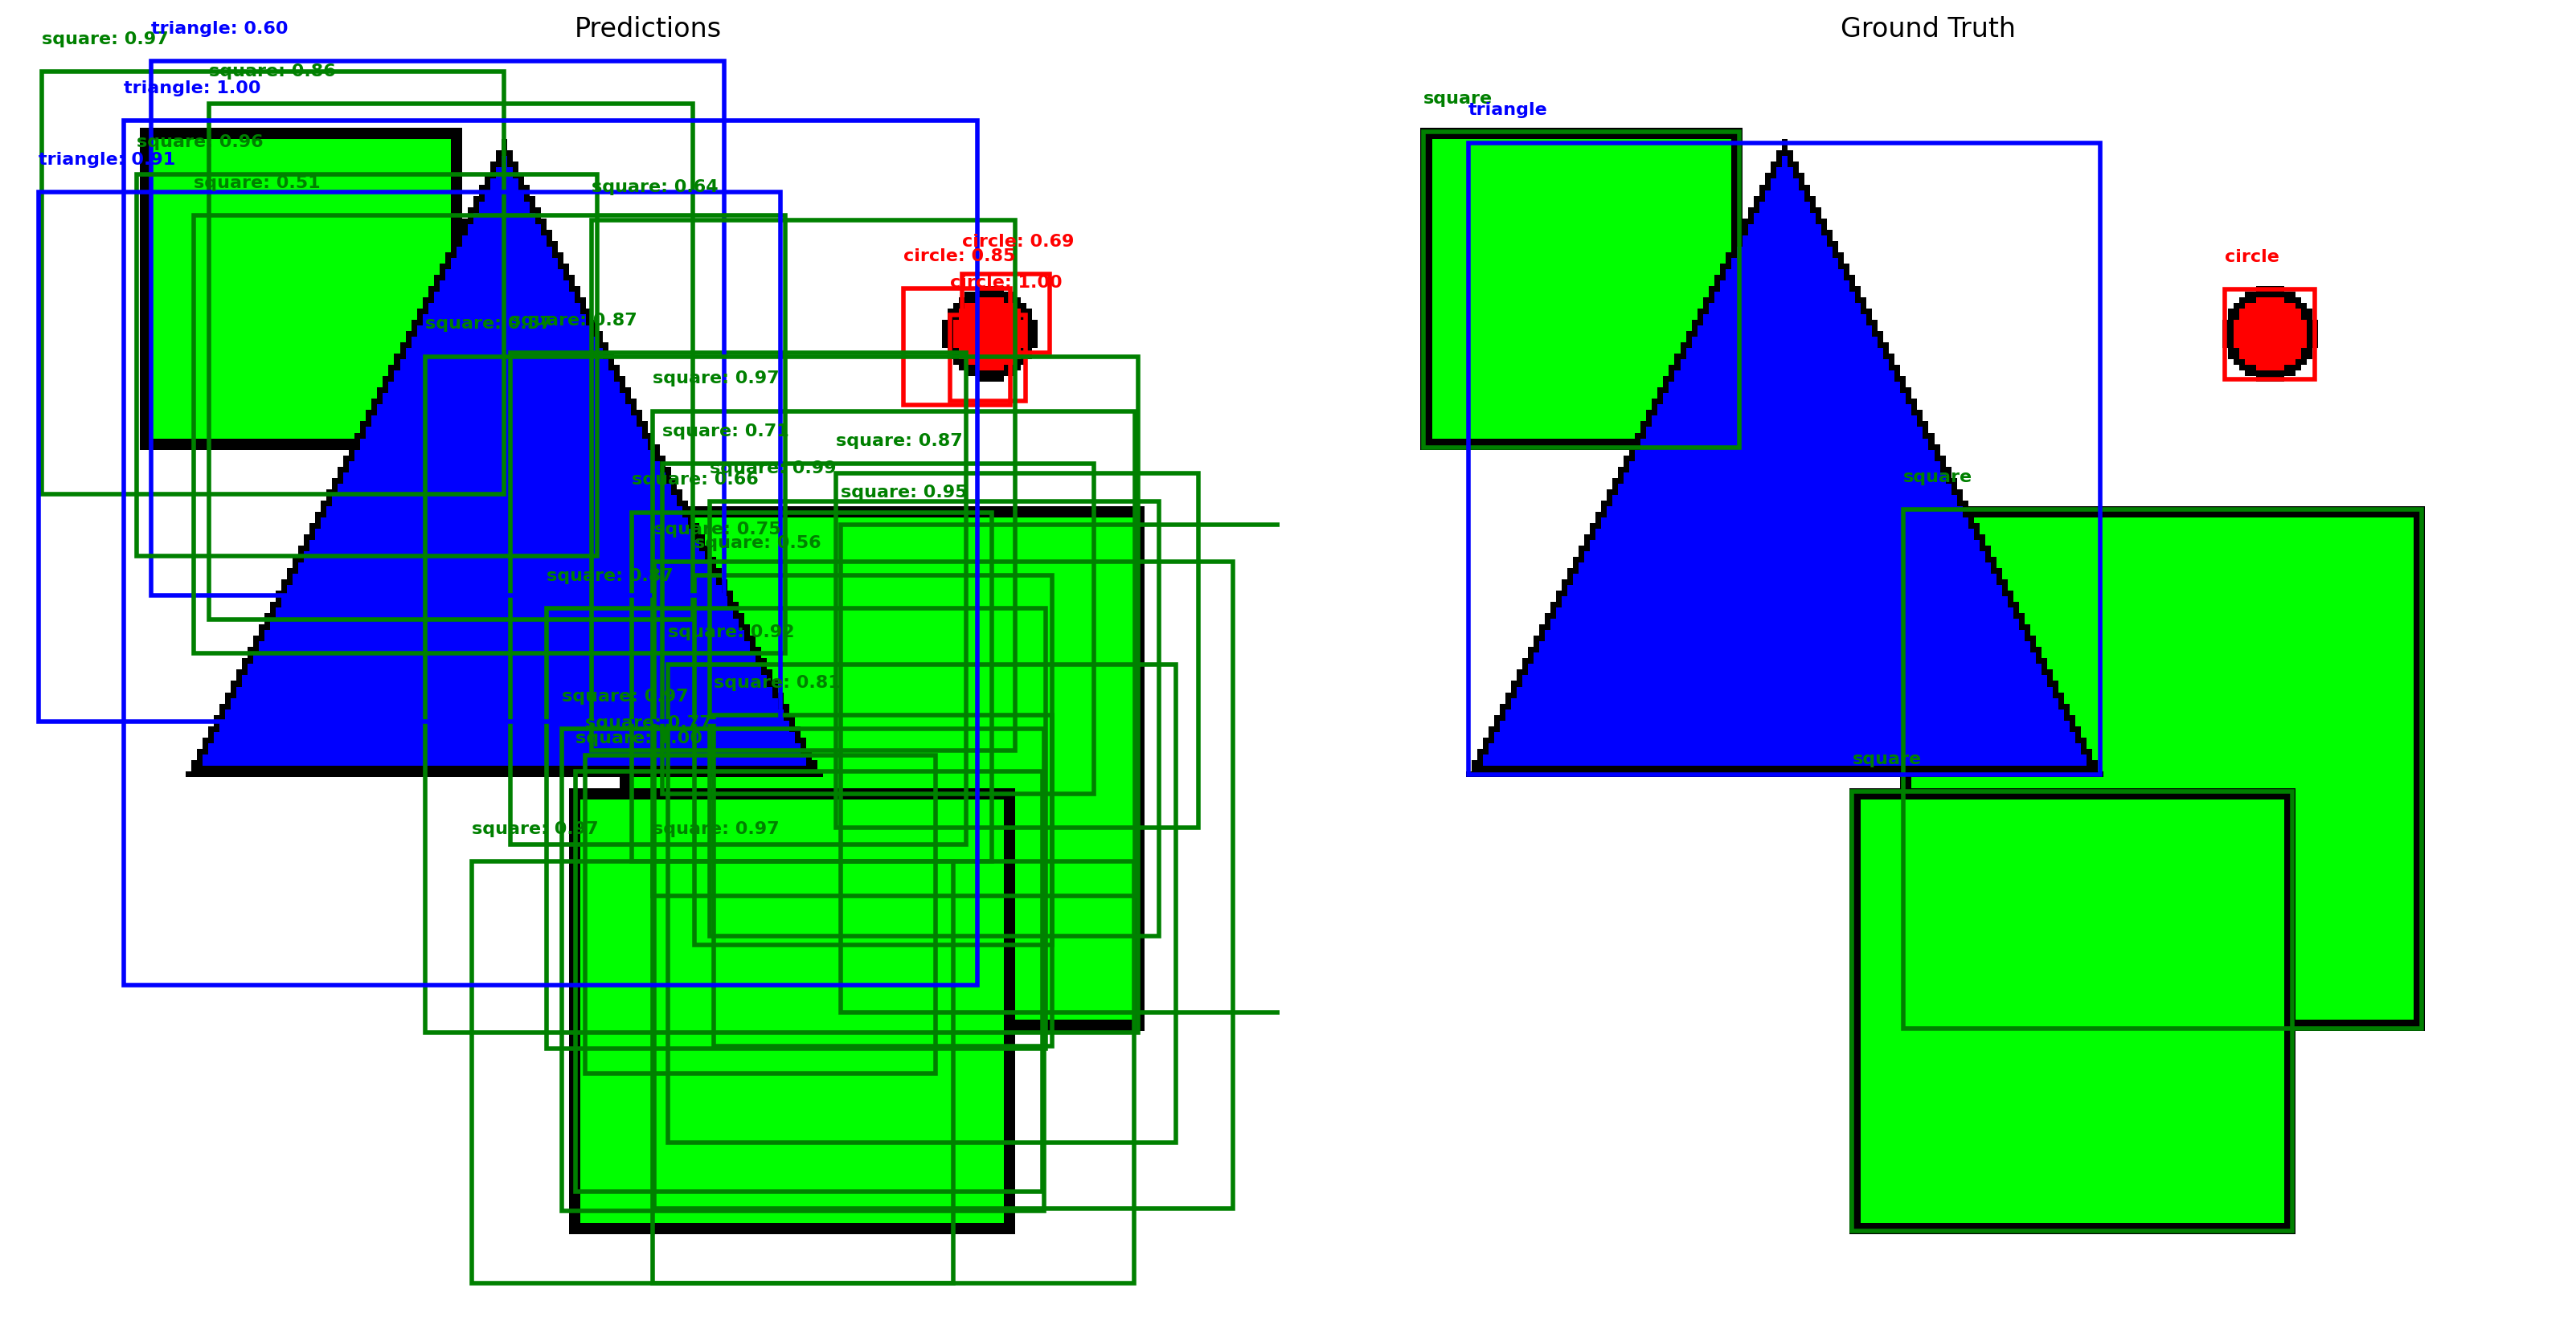 Predictions
triangle: 0.60
square: 0.97
square: 0.86
triangle: 1.00
square: 0.96
triangle: 0.91
square: 0.51
square: 0.64
circle: 0.69
circle: 0.85
circle: 1.00
square:
square: 0.87
square: 0.97
square: 0.71
square: 0.87
square: 0.99
square: 0.66
square: 0.95
square: 0.75
square: 0.56
square: 0.87
square: 0.92
square: 0.81
square: 0.97
square: 0.77
square: 1.00
square: 0.97
square: 0.97
Ground Truth
square
triangle
circle
square
square